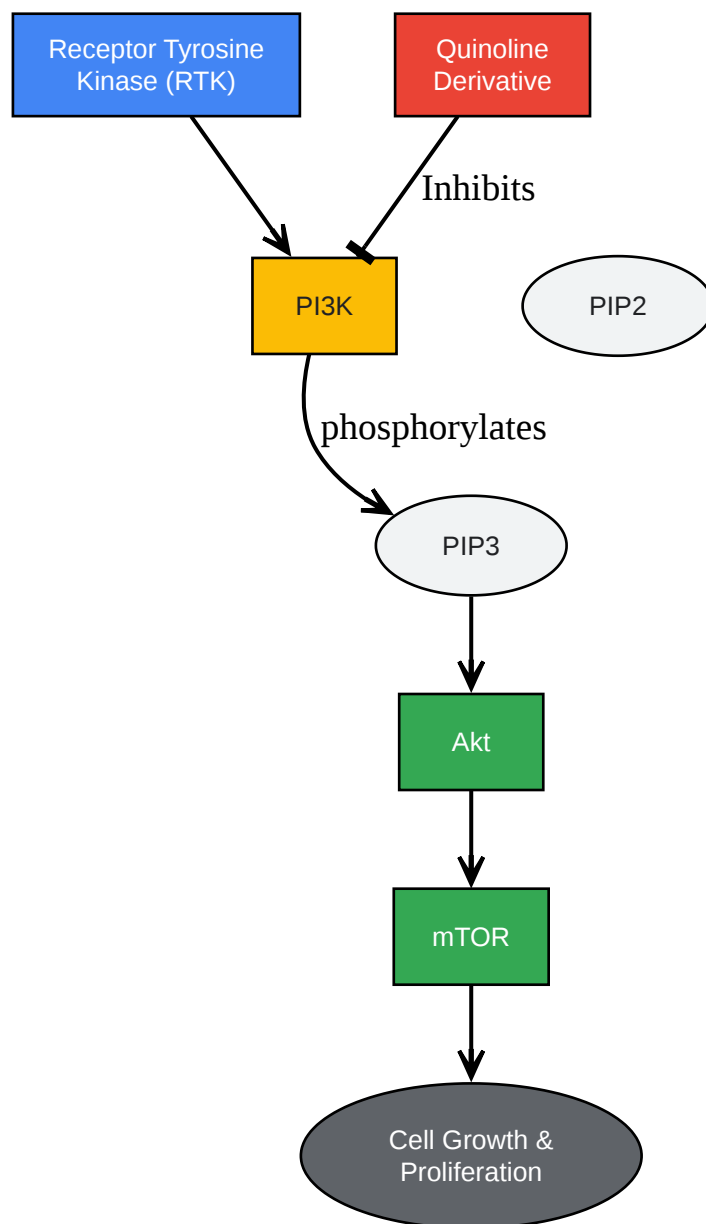 Receptor Tyrosine
Kinase (RTK)
Quinoline
Derivative
Inhibits
PI3K
PIP2
phosphorylates
PIP3
Akt
mTOR
Cell Growth &
Proliferation